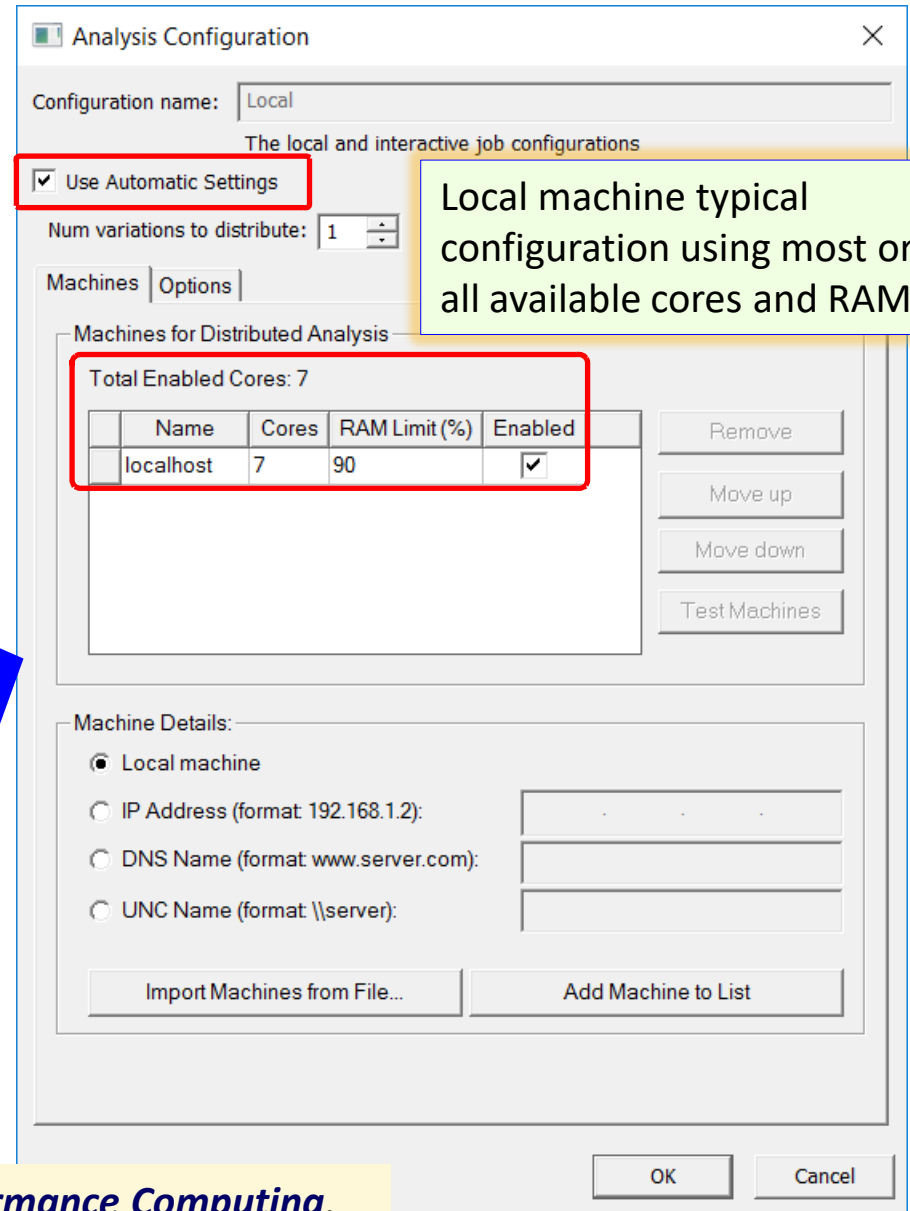 Analysis Configuration
Configuration name: Local
The local and interactive job configurations
Use Automatic Settings
Num variations to distribute: 1
Local machine typical
configuration using most or
all available cores and RAM
Machines Options
Machines for Distributed Analysis
Total Enabled Cores: 7
Name Cores RAM Limit (%) Enabled
localhost 7 90
Remove
Move up
Move down
Test Machines
Machine Details:
Local machine
IP Address (format: 192.168.1.2):
DNS Name (format: www.server.com):
UNC Name (format: \\server):
Import Machines from File...
Add Machine to List
OK Cancel
Computing.